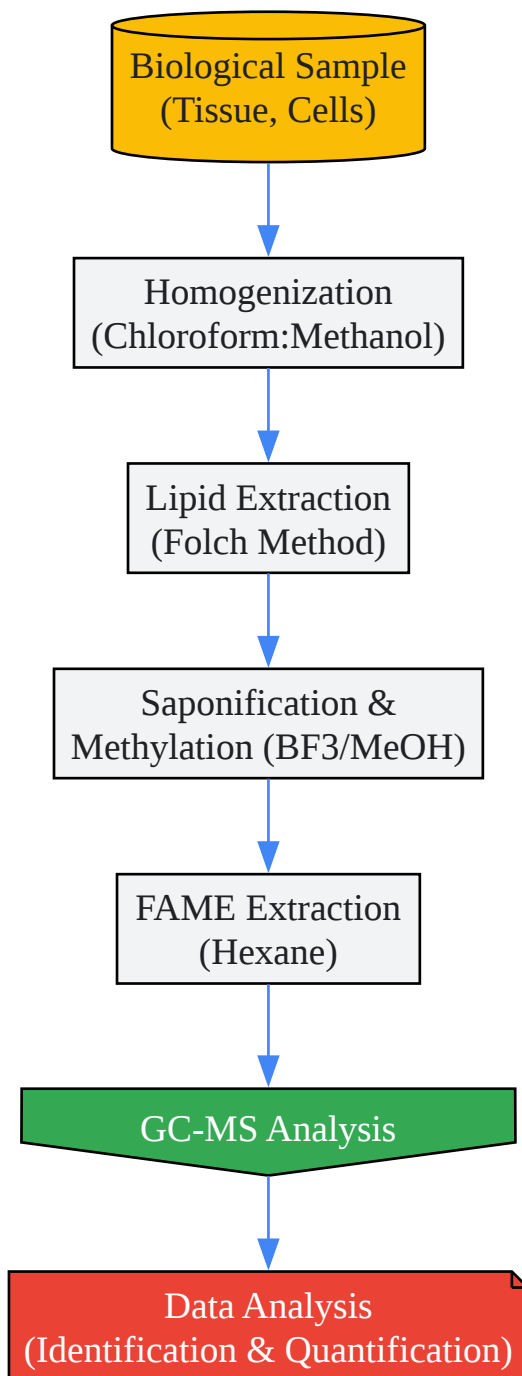 Biological Sample
(Tissue, Cells)
Homogenization
(Chloroform:Methanol)
Lipid Extraction
(Folch Method)
Saponification &
Methylation (BF3/MeOH)
FAME Extraction
(Hexane)
GC-MS Analysis
Data Analysis
(Identification & Quantification)